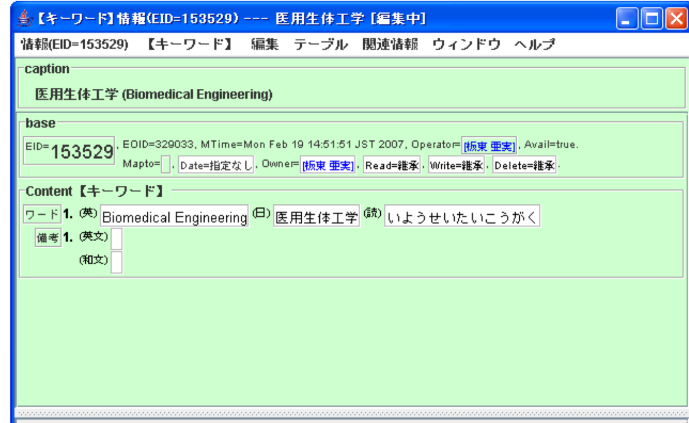 【キーワード】情報(EID=153529) --- 医用生体工学 [編集中]
情報(EID=153529) 【キーワード】 編集 テーブル 関連情報 ウィンドウ ヘルプ
caption
医用生体工学 (Biomedical Engineering)
base
EID=153529 , EOID=329033, MTime=Mon Feb 19 14:51:51 JST 2007, Operator=[板東 亜実], Avail=true.
Mapto= , Date=指定なし, Owner=[板東 亜実], Read=継承, Write=継承, Delete=継承.
Content【キーワード】
ワード 1. (英) Biomedical Engineering (日) 医用生体工学 (読) いようせいたいこうがく
備考 1. (英文)
(和文)